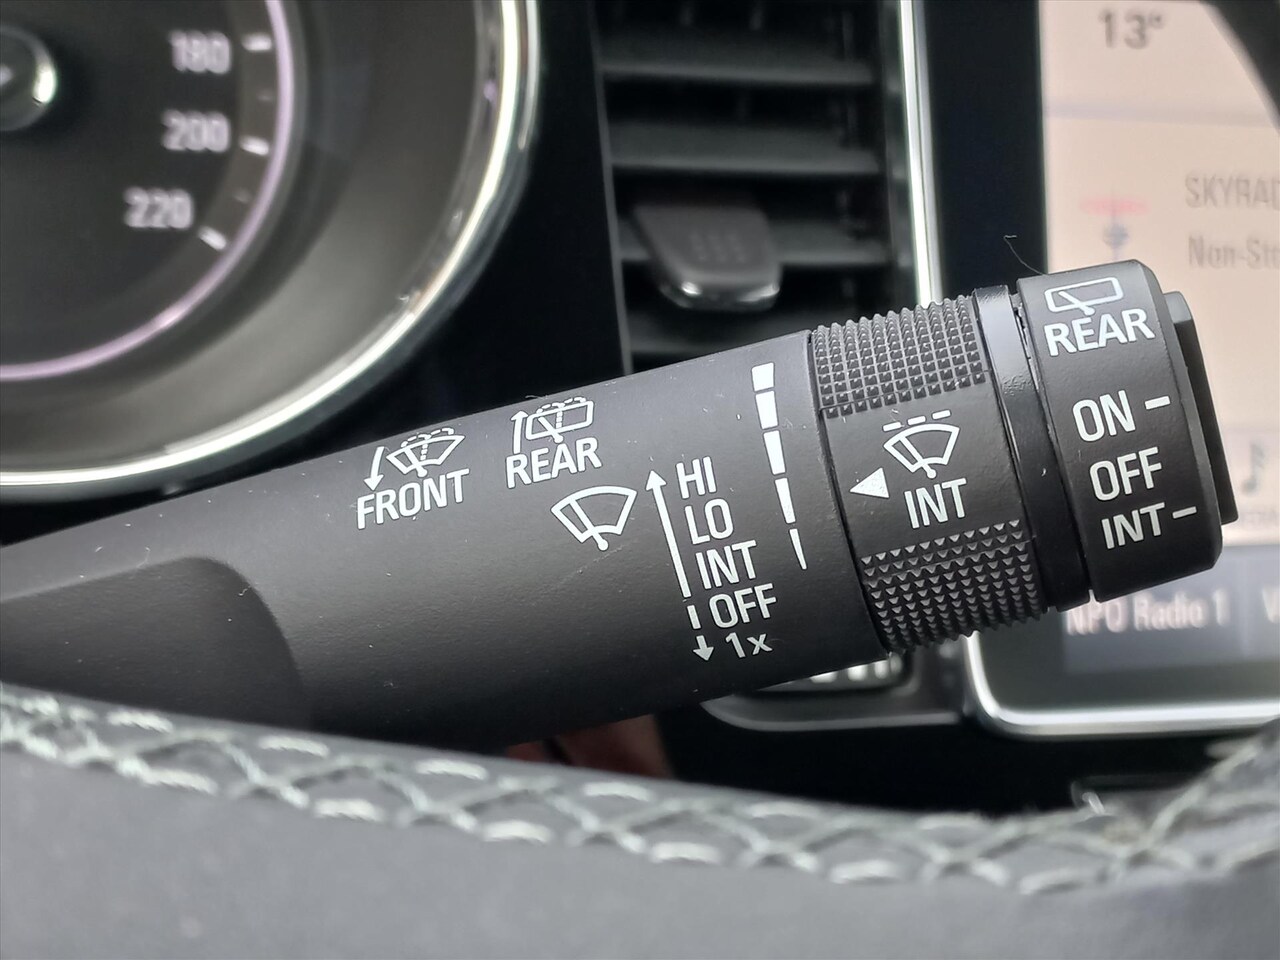 180
200
220
13°
SKYRAD
Non-St
FRONT
REAR
HI
LO
INT
OFF
1x
INT
REAR
ON
OFF
INT
NPO Radio 1